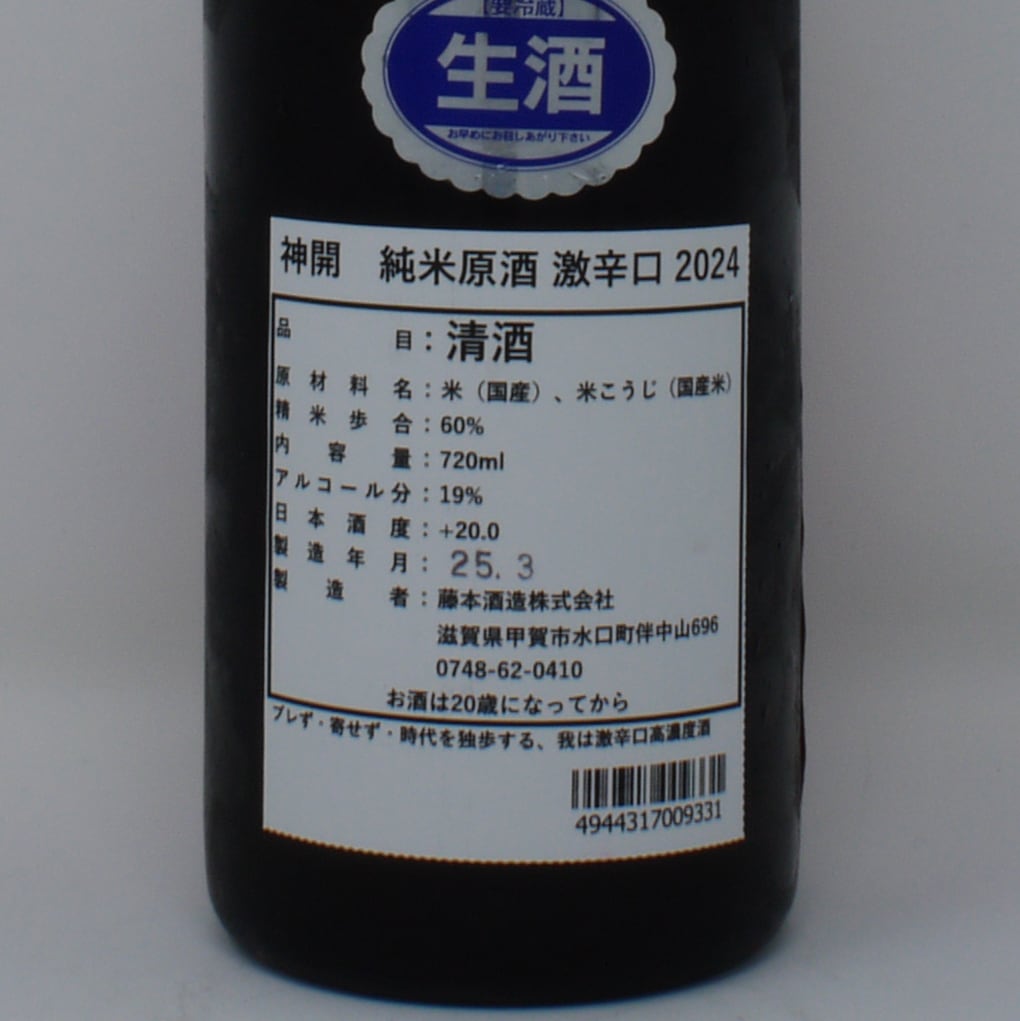 【要冷蔵】
生酒
お早めにお召しあがり下さい
神開 純米原酒 激辛口 2024
品目：清酒
原材料名：米（国産）、米こうじ（国産米）
精米歩合：60%
内容量：720ml
アルコール分：19%
日本酒度：+20.0
製造年月：25.3
製造者：藤本酒造株式会社
滋賀県甲賀市水口町伴中山696
0748-62-0410
お酒は20歳になってから
ブレず・寄せず・時代を独歩する、我は激辛口高濃度酒
4944317009331